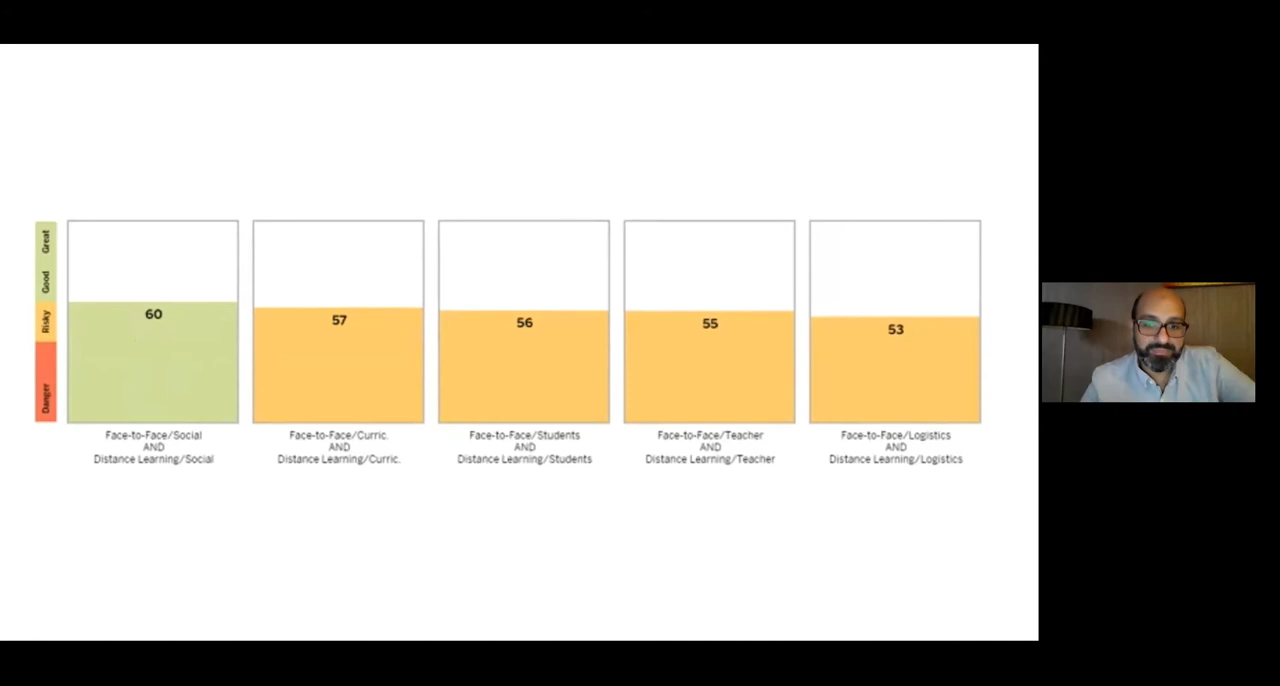 Great
Good
Risky
Danger
60
57
56
55
53
Face-to-Face/Social
AND
Distance Learning/Social
Face-to-Face/Curric.
AND
Distance Learning/Curric.
Face-to-Face/Students
AND
Distance Learning/Students
Face-to-Face/Teacher
AND
Distance Learning/Teacher
Face-to-Face/Logistics
AND
Distance Learning/Logistics